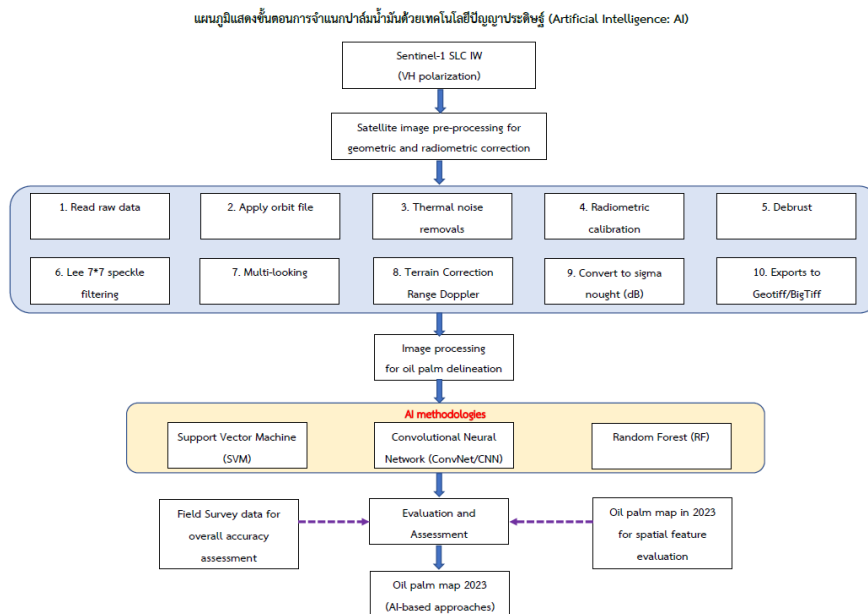 แผนภูมิแสดงขั้นตอนการจำแนกปาล์มน้ำมันด้วยเทคโนโลยีปัญญาประดิษฐ์ (Artificial Intelligence: AI)
Sentinel-1 SLC IW
(VH polarization)
Satellite image pre-processing for
geometric and radiometric correction
1. Read raw data
2. Apply orbit file
3. Thermal noise
removals
4. Radiometric
calibration
5. Debrust
6. Lee 7*7 speckle
filtering
7. Multi-looking
8. Terrain Correction
Range Doppler
9. Convert to sigma
nought (dB)
10. Exports to
Geotiff/BigTiff
Image processing
for oil palm delineation
AI methodologies
Support Vector Machine
(SVM)
Convolutional Neural
Network (ConvNet/CNN)
Random Forest (RF)
Field Survey data for
overall accuracy
assessment
Evaluation and
Assessment
Oil palm map in 2023
for spatial feature
evaluation
Oil palm map 2023
(AI-based approaches)